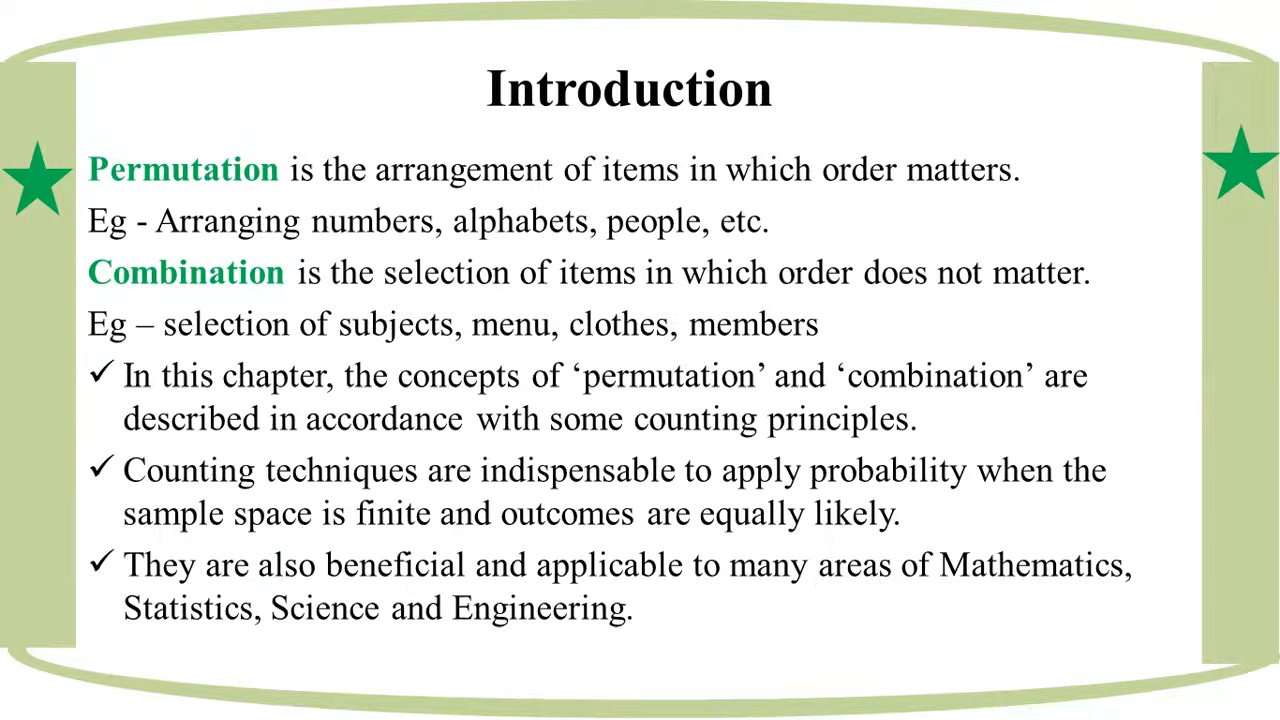 Introduction
Permutation is the arrangement of items in which order matters.
Eg - Arranging numbers, alphabets, people, etc.
Combination is the selection of items in which order does not matter.
Eg – selection of subjects, menu, clothes, members
✓ In this chapter, the concepts of ‘permutation’ and ‘combination’ are
described in accordance with some counting principles.
✓ Counting techniques are indispensable to apply probability when the
sample space is finite and outcomes are equally likely.
✓ They are also beneficial and applicable to many areas of Mathematics,
Statistics, Science and Engineering.